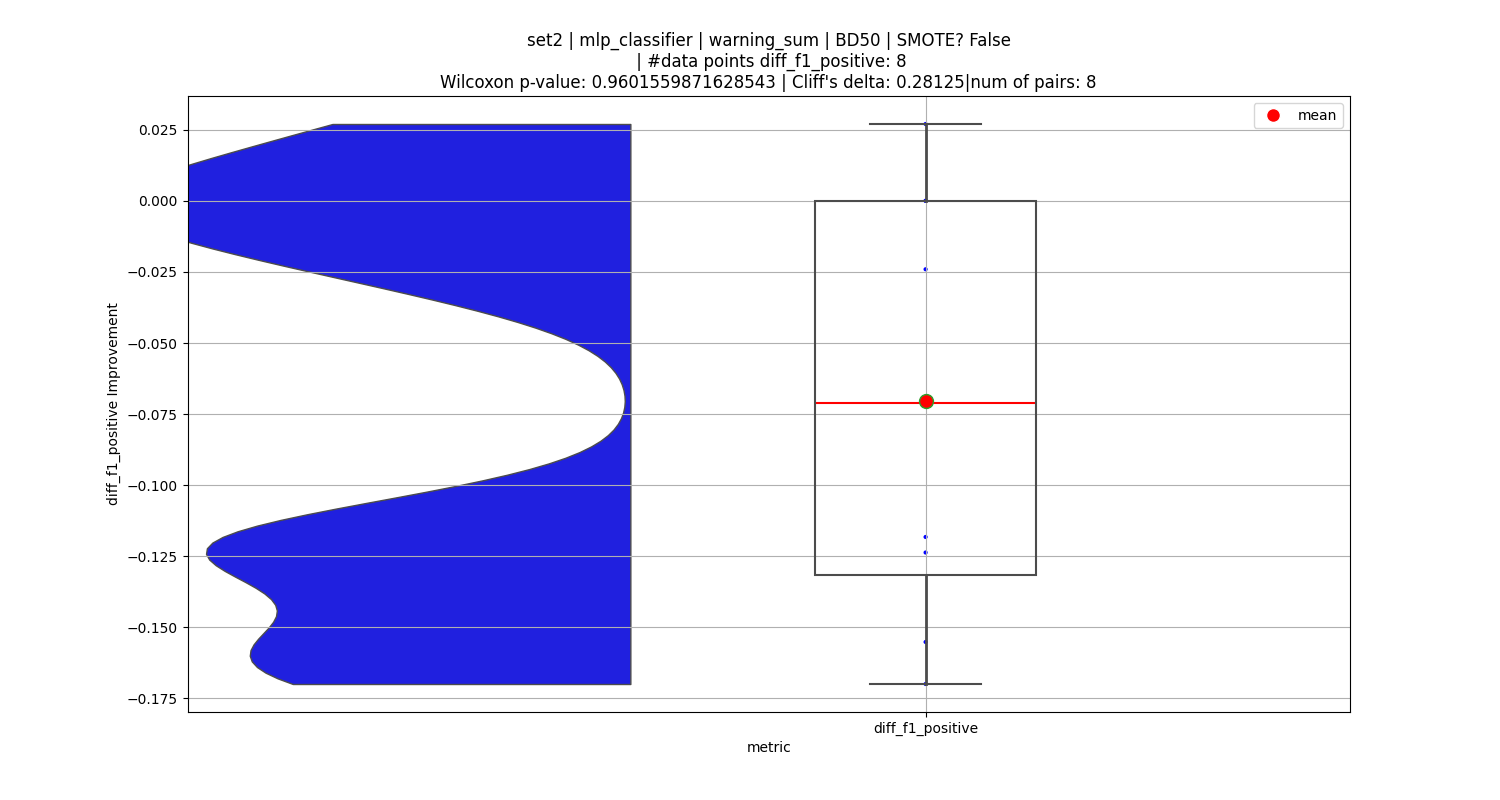 set2 | mlp_classifier | warning_sum | BD50 | SMOTE? False
| #data points diff_f1_positive: 8
Wilcoxon p-value: 0.9601559871628543 | Cliff's delta: 0.28125|num of pairs: 8
mean
0.025
0.000
−0.025
−0.050
−0.075
−0.100
−0.125
−0.150
−0.175
diff_f1_positive Improvement
diff_f1_positive
metric